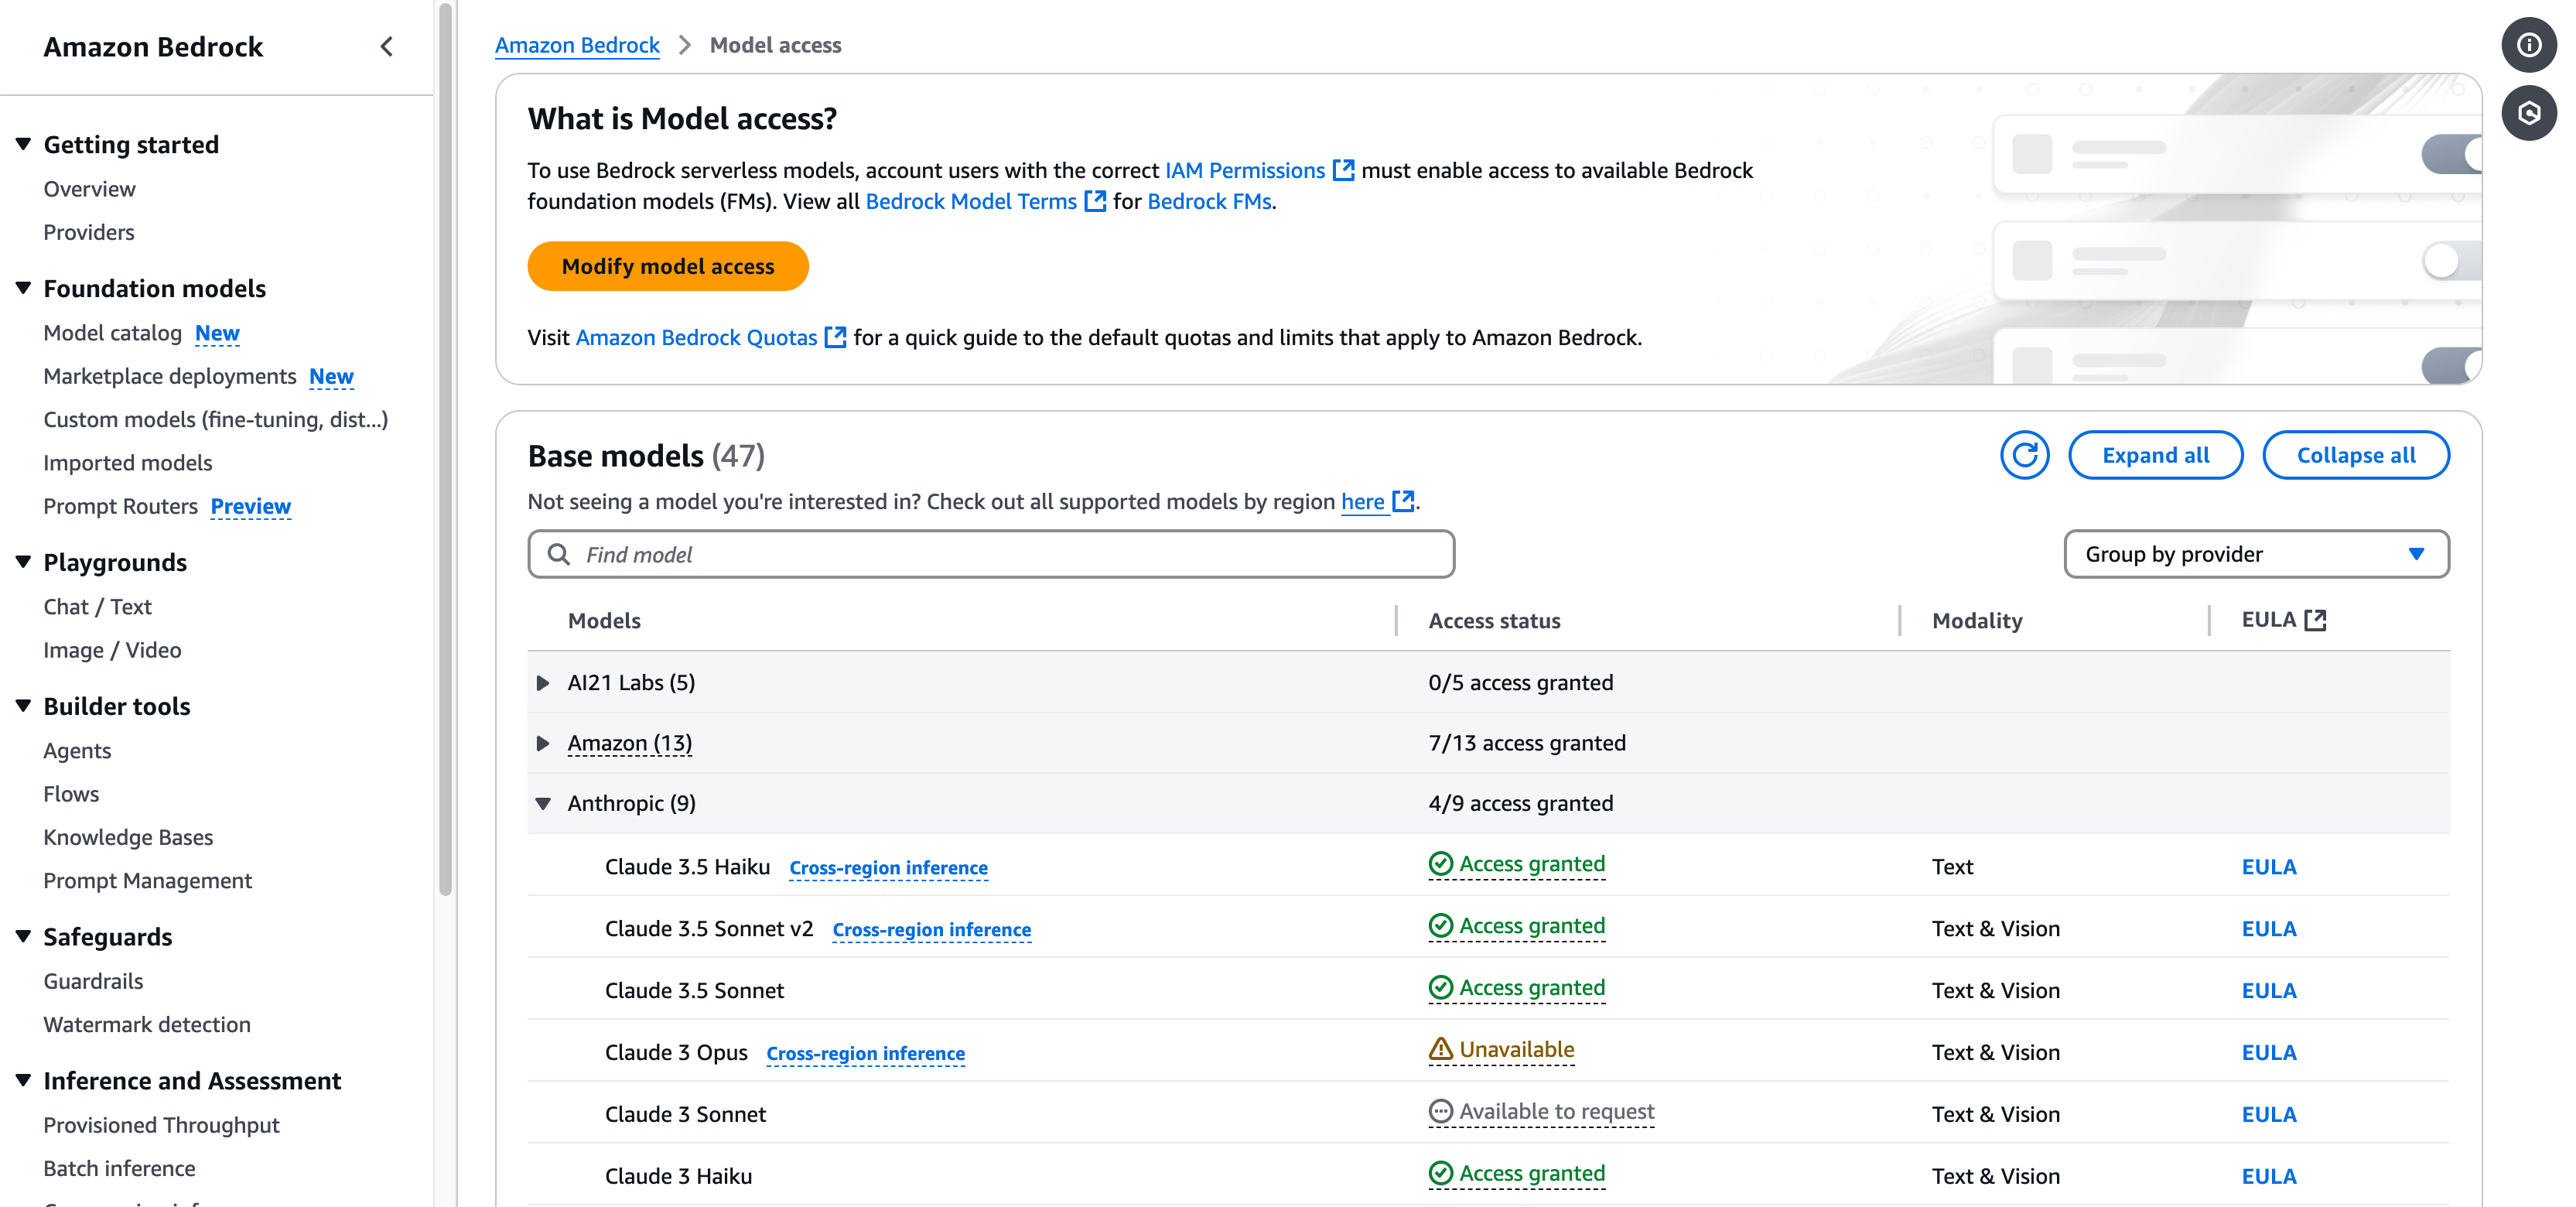 Amazon Bedrock
Getting started
Overview
Providers
Foundation models
Model catalog New
Marketplace deployments New
Custom models (fine-tuning, dist...)
Imported models
Prompt Routers Preview
Playgrounds
Chat / Text
Image / Video
Builder tools
Agents
Flows
Knowledge Bases
Prompt Management
Safeguards
Guardrails
Watermark detection
Inference and Assessment
Provisioned Throughput
Batch inference
Amazon Bedrock > Model access
What is Model access?
To use Bedrock serverless models, account users with the correct IAM Permissions must enable access to available Bedrock
foundation models (FMs). View all Bedrock Model Terms for Bedrock FMs.
Modify model access
Visit Amazon Bedrock Quotas for a quick guide to the default quotas and limits that apply to Amazon Bedrock.
Base models (47)
Expand all
Collapse all
Not seeing a model you're interested in? Check out all supported models by region here.
Find model
Group by provider
Models Access status Modality EULA
AI21 Labs (5) 0/5 access granted
Amazon (13) 7/13 access granted
Anthropic (9) 4/9 access granted
Claude 3.5 Haiku Cross-region inference Access granted Text EULA
Claude 3.5 Sonnet v2 Cross-region inference Access granted Text & Vision EULA
Claude 3.5 Sonnet Access granted Text & Vision EULA
Claude 3 Opus Cross-region inference Unavailable Text & Vision EULA
Claude 3 Sonnet Available to request Text & Vision EULA
Claude 3 Haiku Access granted Text & Vision EULA